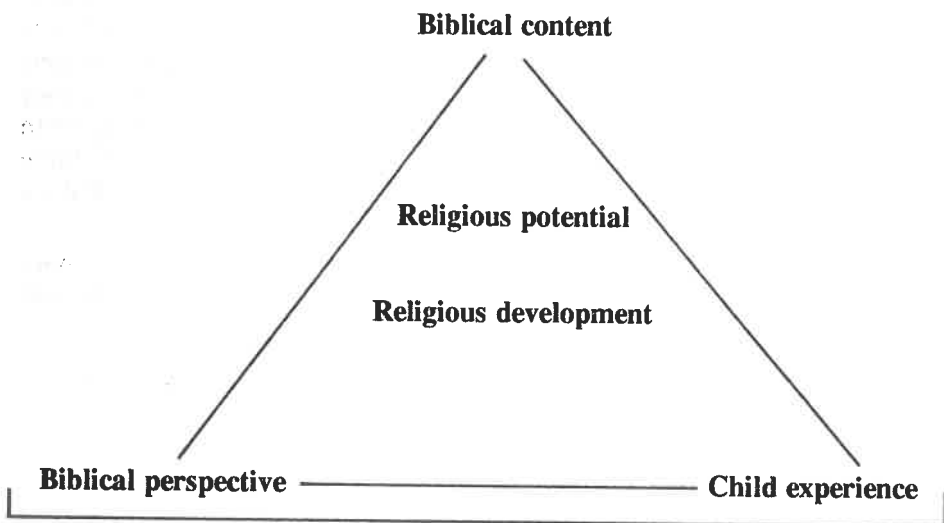 Biblical content
Religious potential
Religious development
Biblical perspective
Child experience